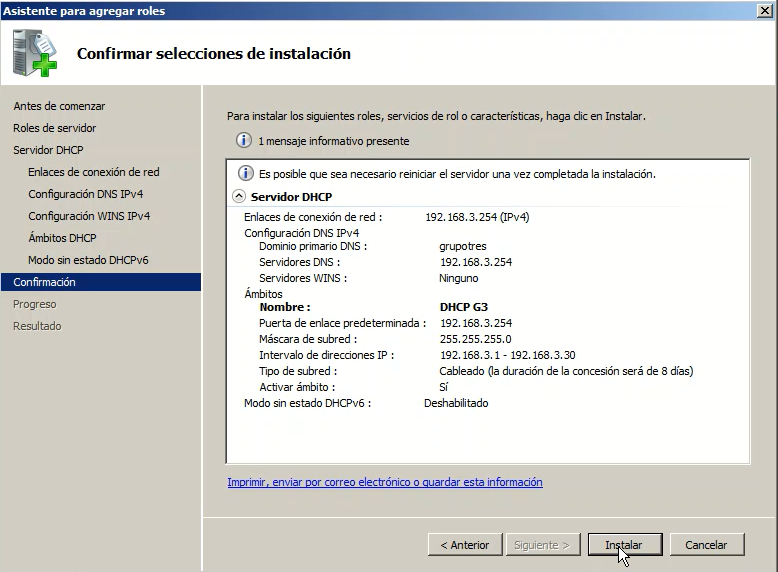 Asistente para agregar roles
Confirmar selecciones de instalación
Antes de comenzar
Roles de servidor
Servidor DHCP
Enlaces de conexión de red
Configuración DNS IPv4
Configuración WINS IPv4
Ámbitos DHCP
Modo sin estado DHCPv6
Confirmación
Progreso
Resultado
Para instalar los siguientes roles, servicios de rol o características, haga clic en Instalar.
1 mensaje informativo presente
Es posible que sea necesario reiniciar el servidor una vez completada la instalación.
Servidor DHCP
Enlaces de conexión de red : 192.168.3.254 (IPv4)
Configuración DNS IPv4
Dominio primario DNS : grupotres
Servidores DNS : 192.168.3.254
Servidores WINS : Ninguno
Ámbitos
Nombre : DHCP G3
Puerta de enlace predeterminada : 192.168.3.254
Máscara de subred : 255.255.255.0
Intervalo de direcciones IP : 192.168.3.1 - 192.168.3.30
Tipo de subred : Cableado (la duración de la concesión será de 8 días)
Activar ámbito : Sí
Modo sin estado DHCPv6 : Deshabilitado
Imprimir, enviar por correo electrónico o guardar esta información
< Anterior Siguiente > Instalar Cancelar